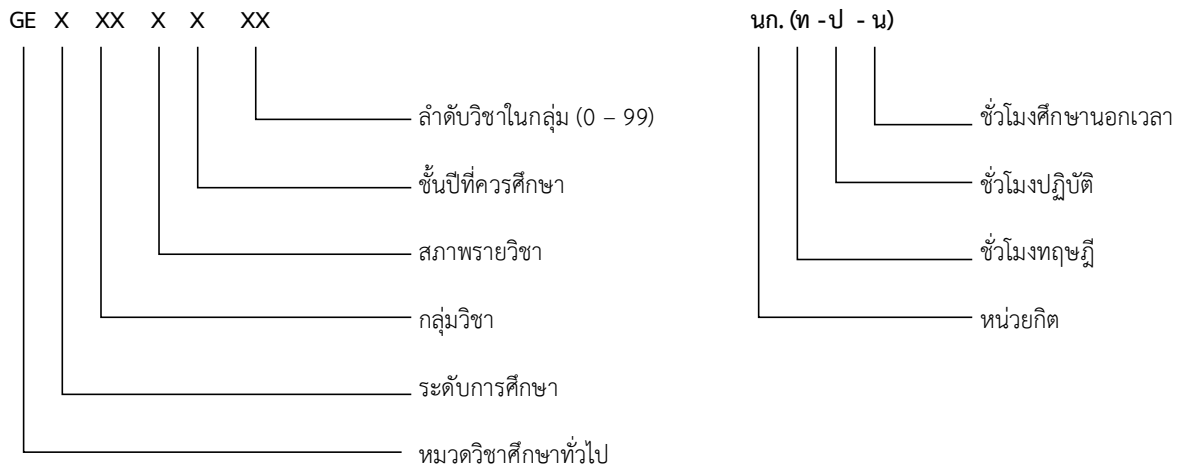 GE X XX X X XX นก. (ท - ป - น)
ลำดับวิชาในกลุ่ม (0 – 99) ชั่วโมงศึกษานอกเวลา
ชั้นปีที่ควรศึกษา ชั่วโมงปฏิบัติ
สภาพรายวิชา ชั่วโมงทฤษฎี
กลุ่มวิชา หน่วยกิต
ระดับการศึกษา
หมวดวิชาศึกษาทั่วไป